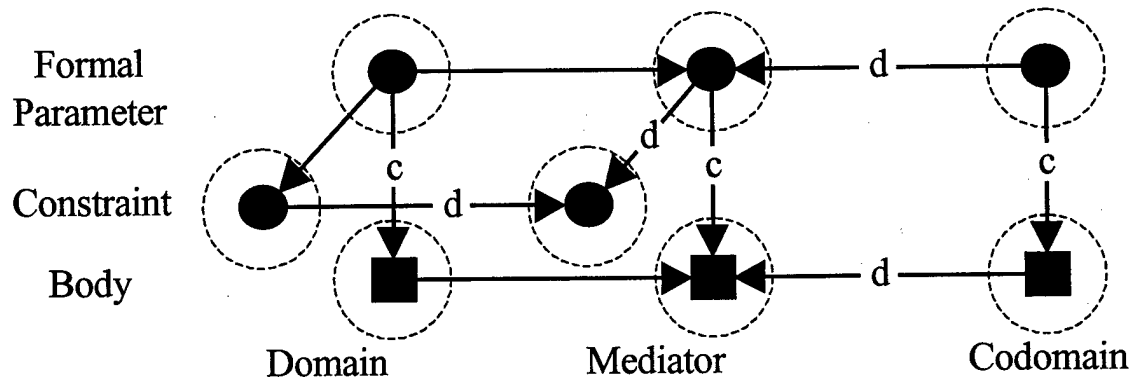 Formal
Parameter
d
d
c
c
c
Constraint
d
Body
d
Domain
Mediator
Codomain